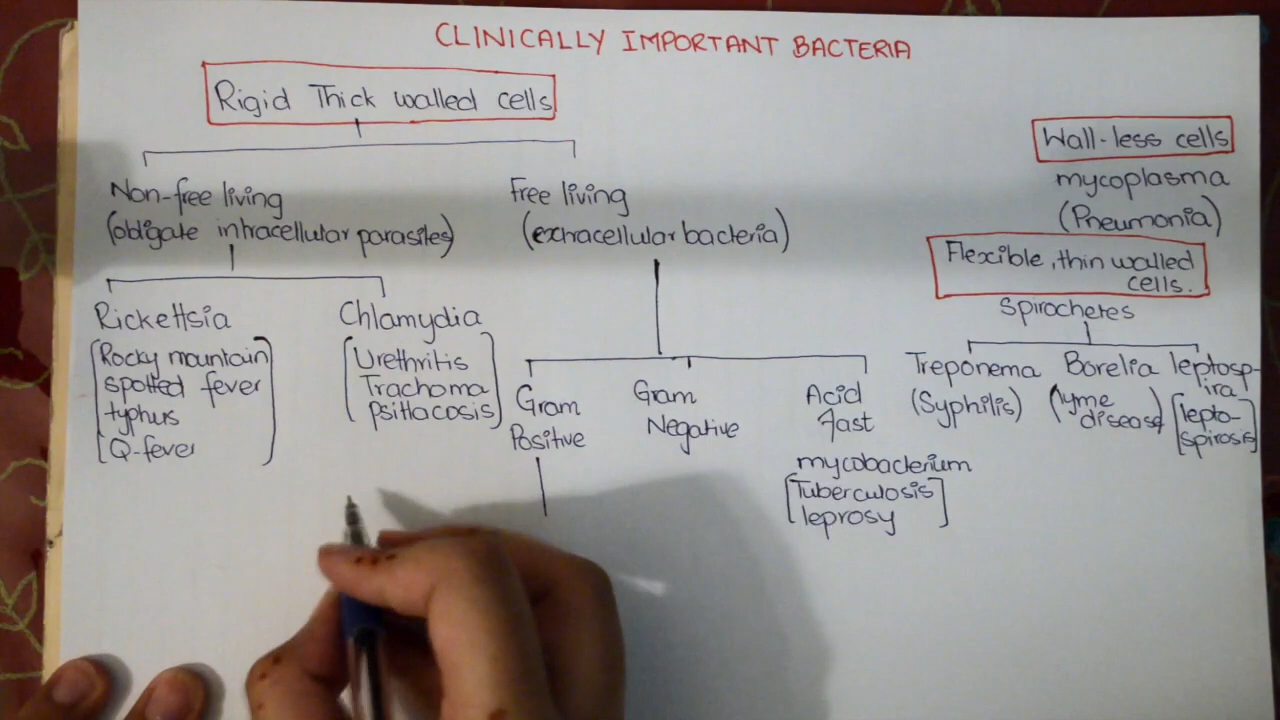 CLINICALLY IMPORTANT BACTERIA
Rigid Thick walled cells
Non-free living
(obligate intracellular parasites)
Rickettsia
[Rocky mountain
spotted fever
typhus
Q-fever]
Chlamydia
[Urethritis
Trachoma
Psittacosis]
Free living
(extracellular bacteria)
Gram
Positive
Gram
Negative
Acid
Fast
mycobacterium
[Tuberculosis
leprosy]
Wall-less cells
mycoplasma
(Pneumonia)
Flexible, thin walled
cells.
Spirochetes
Treponema
(Syphilis)
Borelia
(lyme
disease)
leptosp-
ira
[lepto-
spirosis]